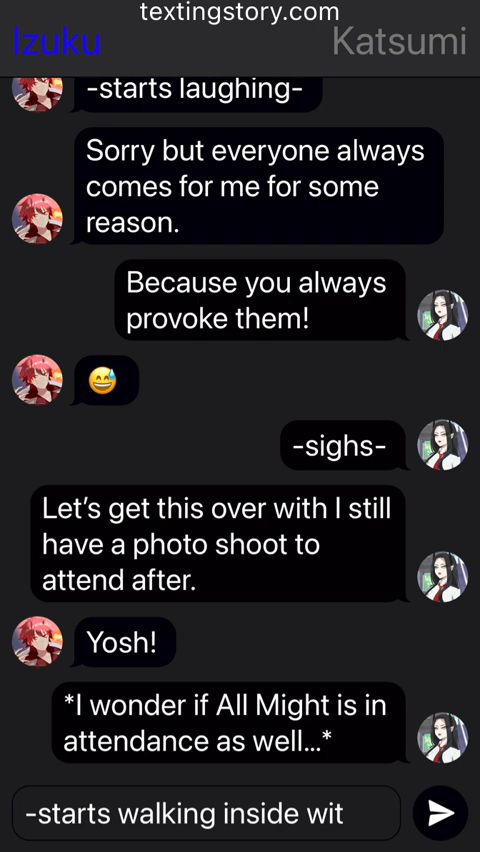 textingstory.com
Izuku
Katsumi
-starts laughing-
Sorry but everyone always
comes for me for some
reason.
Because you always
provoke them!
😅
-sighs-
Let’s get this over with I still
have a photo shoot to
attend after.
Yosh!
*I wonder if All Might is in
attendance as well...*
-starts walking inside wit